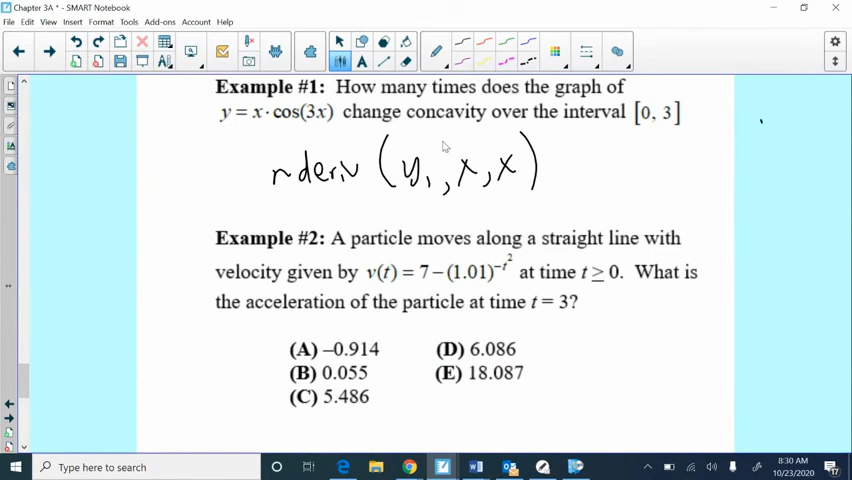 Chapter 3A * - SMART Notebook
File Edit View Insert Format Tools Add-ons Account Help
Example #1: How many times does the graph of
y = x · cos(3x) change concavity over the interval [0, 3]
nderiv (y₁, x, x)
Example #2: A particle moves along a straight line with
velocity given by v(t) = 7 – (1.01)^–t² at time t ≥ 0. What is
the acceleration of the particle at time t = 3?
(A) –0.914 (D) 6.086
(B) 0.055 (E) 18.087
(C) 5.486
Type here to search
8:30 AM
10/23/2020
17